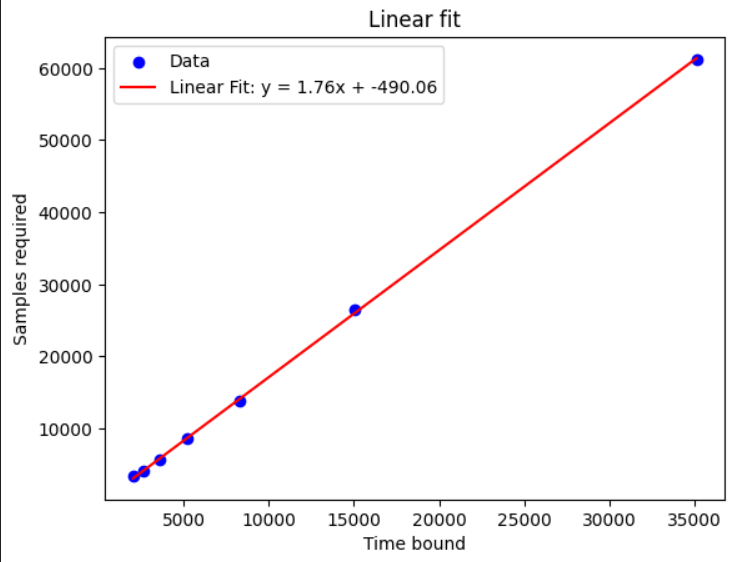 Linear fit
Data
Linear Fit: y = 1.76x + -490.06
60000
50000
40000
30000
20000
10000
Samples required
5000 10000 15000 20000 25000 30000 35000
Time bound